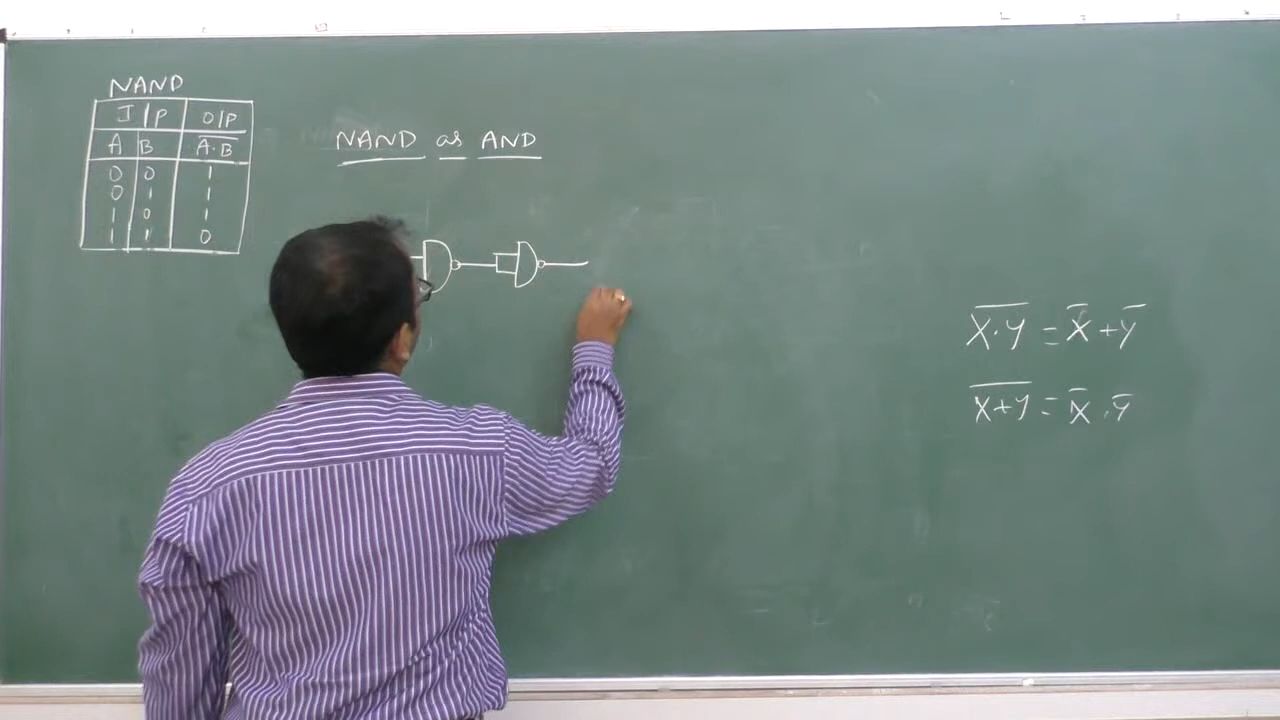 NAND
I/P O/P
A B A̅·̅B̅
0 0 1
0 1 1
1 0 1
1 1 0
NAND as AND
X̅·̅Y̅ = X̅ + Y̅
X̅+̅Y̅ = X̅ · Y̅